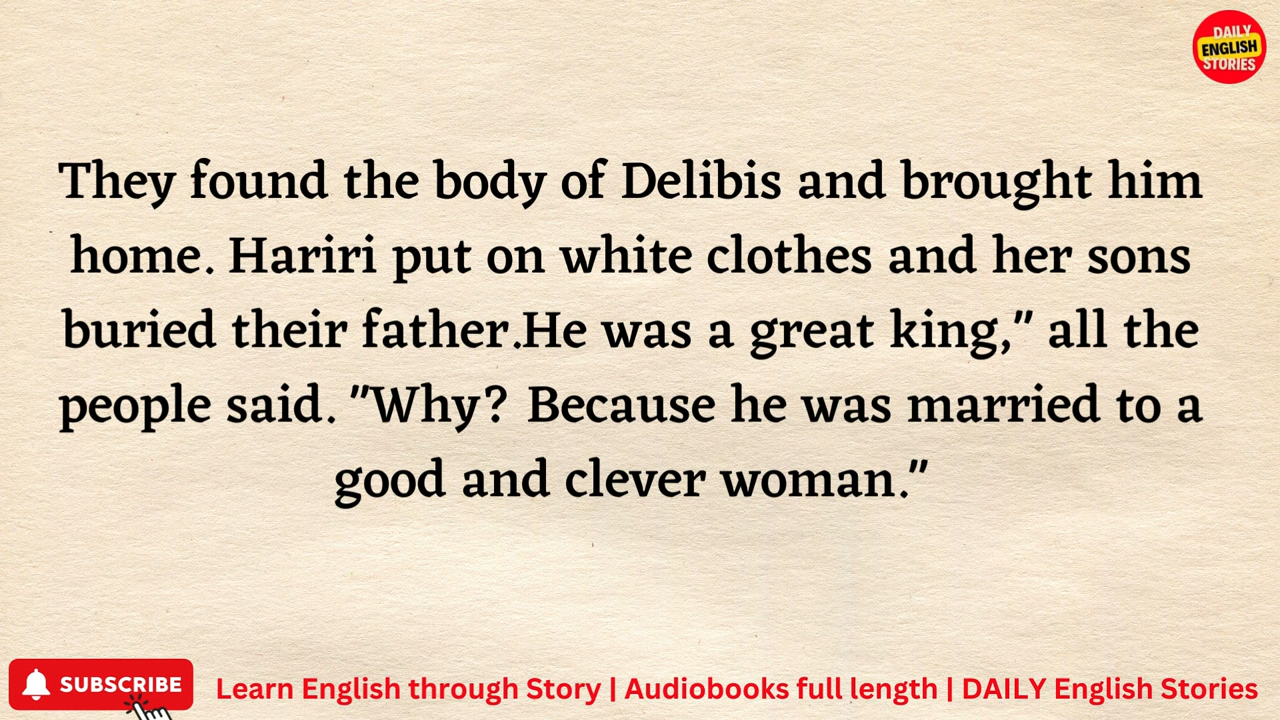 DAILY
ENGLISH
STORIES
They found the body of Delibis and brought him
home. Hariri put on white clothes and her sons
buried their father.He was a great king," all the
people said. "Why? Because he was married to a
good and clever woman."
SUBSCRIBE
Learn English through Story | Audiobooks full length | DAILY English Stories